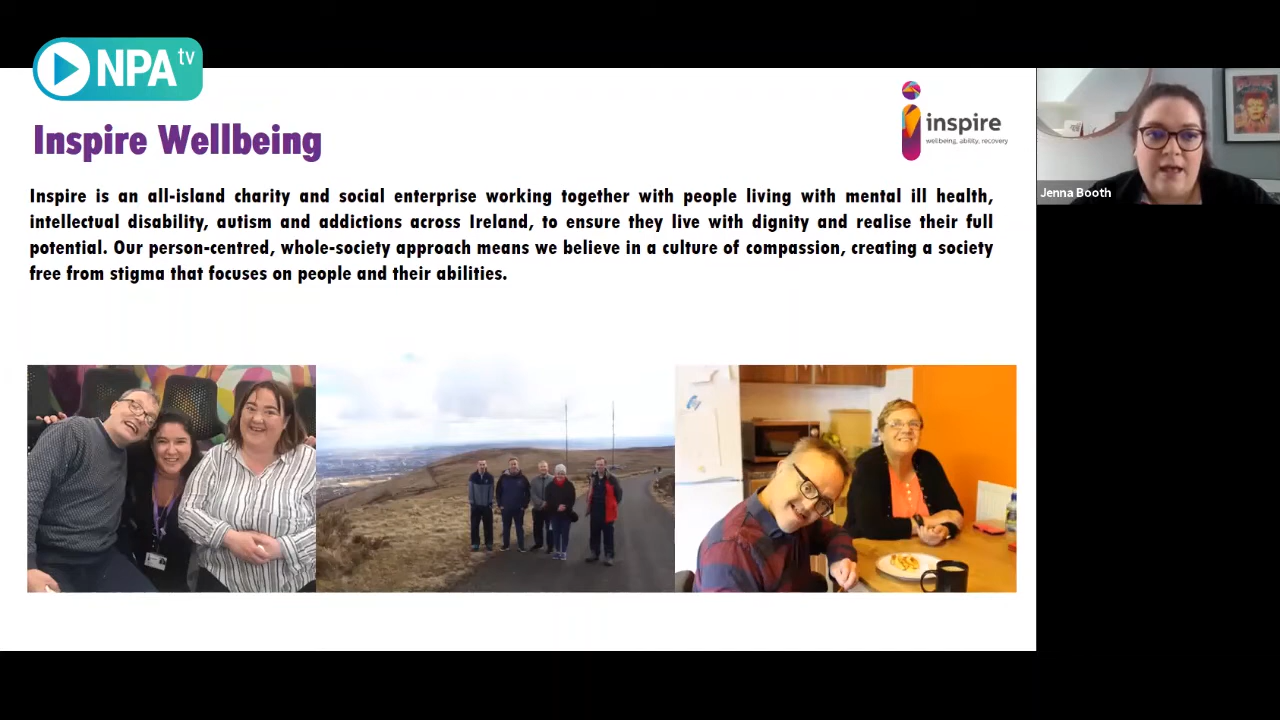 NPA tv
inspire
wellbeing, ability, recovery
Inspire Wellbeing
Jenna Booth
Inspire is an all-island charity and social enterprise working together with people living with mental ill health,
intellectual disability, autism and addictions across Ireland, to ensure they live with dignity and realise their full
potential. Our person-centred, whole-society approach means we believe in a culture of compassion, creating a society
free from stigma that focuses on people and their abilities.